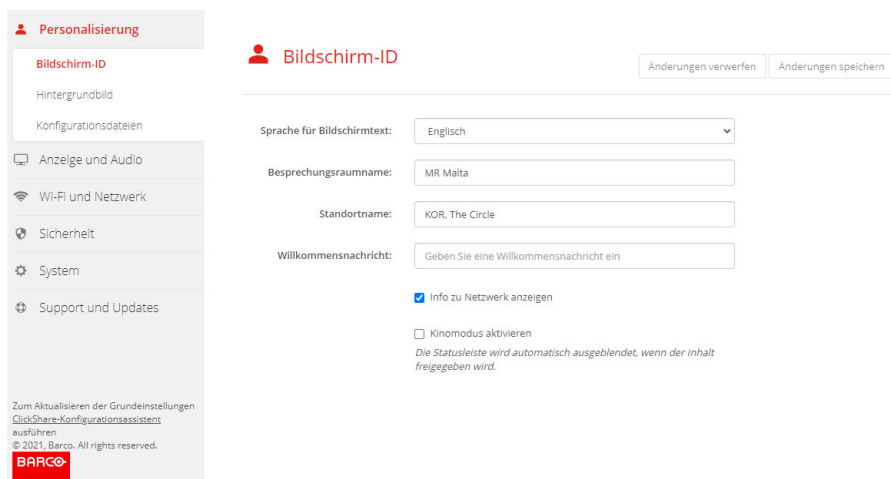 Personalisierung
Bildschirm-ID
Hintergrundbild
Konfigurationsdateien
Anzeige und Audio
Wi-Fi und Netzwerk
Sicherheit
System
Support und Updates
Zum Aktualisieren der Grundeinstellungen
ClickShare-Konfigurationsassistent
ausführen
© 2021, Barco. All rights reserved.
BARCO
Bildschirm-ID
Änderungen verwerfen Änderungen speichern
Sprache für Bildschirmtext: Englisch
Besprechungsraumname: MR Malta
Standortname: KOR, The Circle
Willkommensnachricht: Geben Sie eine Willkommensnachricht ein
Info zu Netzwerk anzeigen
Kinomodus aktivieren
Die Statusleiste wird automatisch ausgeblendet, wenn der Inhalt
freigegeben wird.